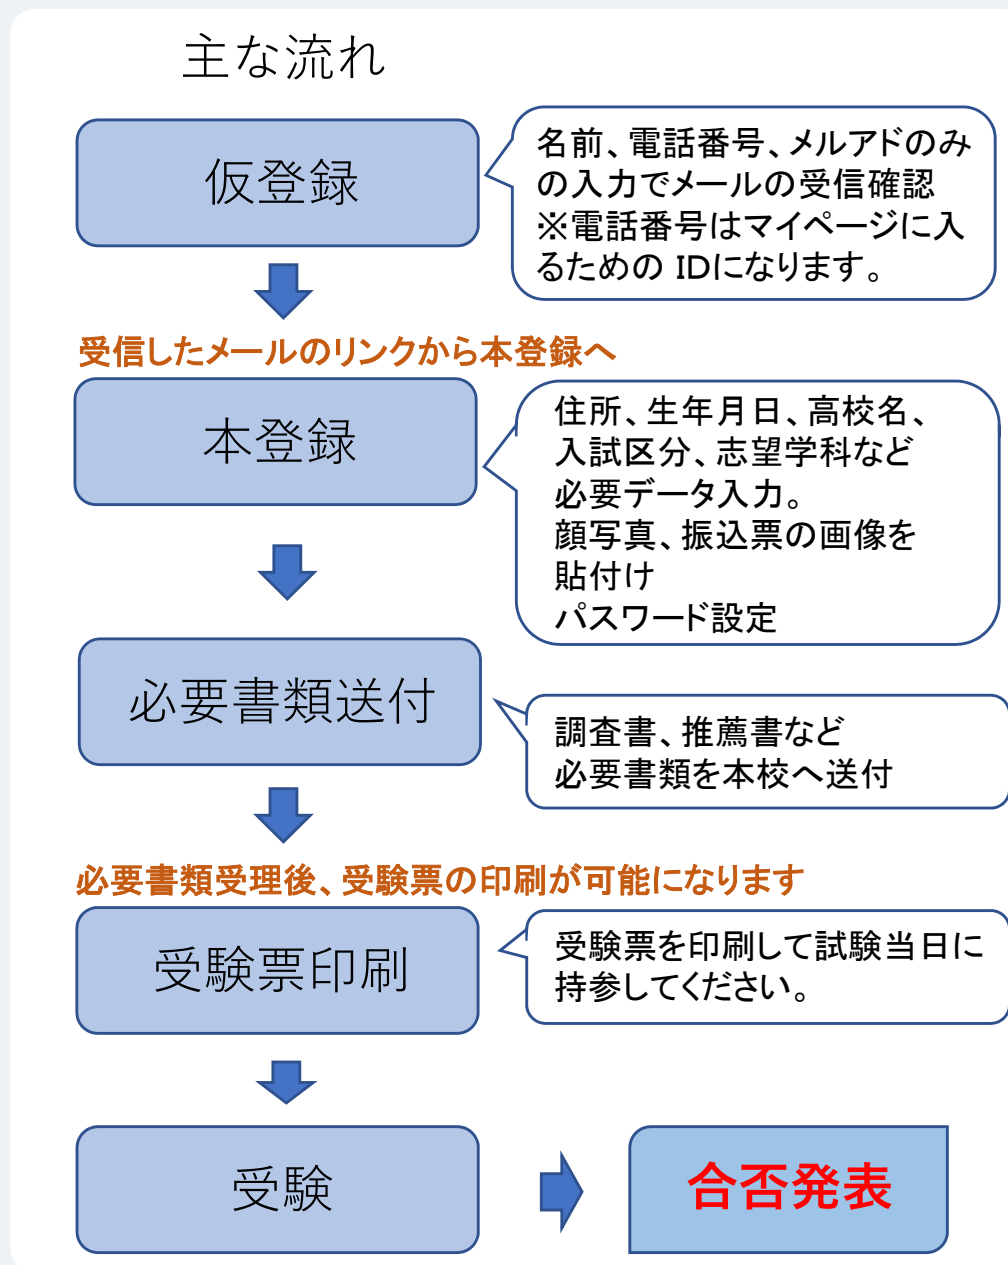 主な流れ
仮登録
名前、電話番号、メルアドのみ
の入力でメールの受信確認
※電話番号はマイページに入
るための IDになります。
受信したメールのリンクから本登録へ
本登録
住所、生年月日、高校名、
入試区分、志望学科など
必要データ入力。
顔写真、振込票の画像を
貼付け
パスワード設定
必要書類送付
調査書、推薦書など
必要書類を本校へ送付
必要書類受理後、受験票の印刷が可能になります
受験票印刷
受験票を印刷して試験当日に
持参してください。
受験
合否発表